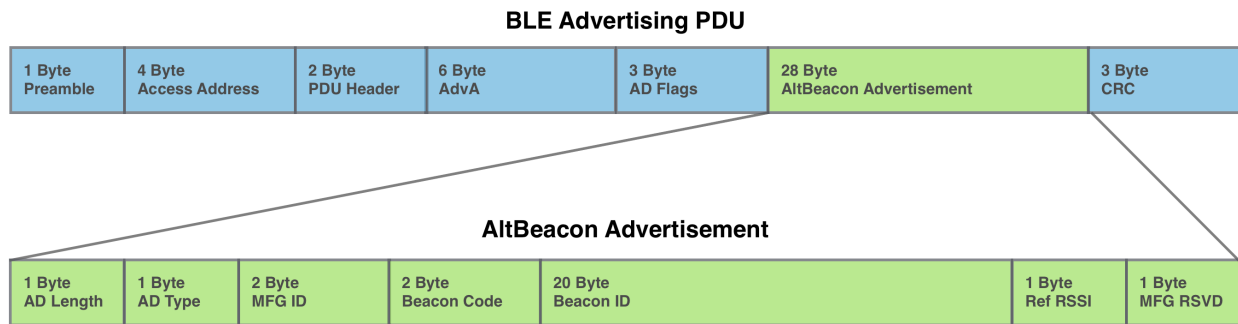 BLE Advertising PDU
1 Byte
Preamble
4 Byte
Access Address
2 Byte
PDU Header
6 Byte
AdvA
3 Byte
AD Flags
28 Byte
AltBeacon Advertisement
3 Byte
CRC
AltBeacon Advertisement
1 Byte
AD Length
1 Byte
AD Type
2 Byte
MFG ID
2 Byte
Beacon Code
20 Byte
Beacon ID
1 Byte
Ref RSSI
1 Byte
MFG RSVD